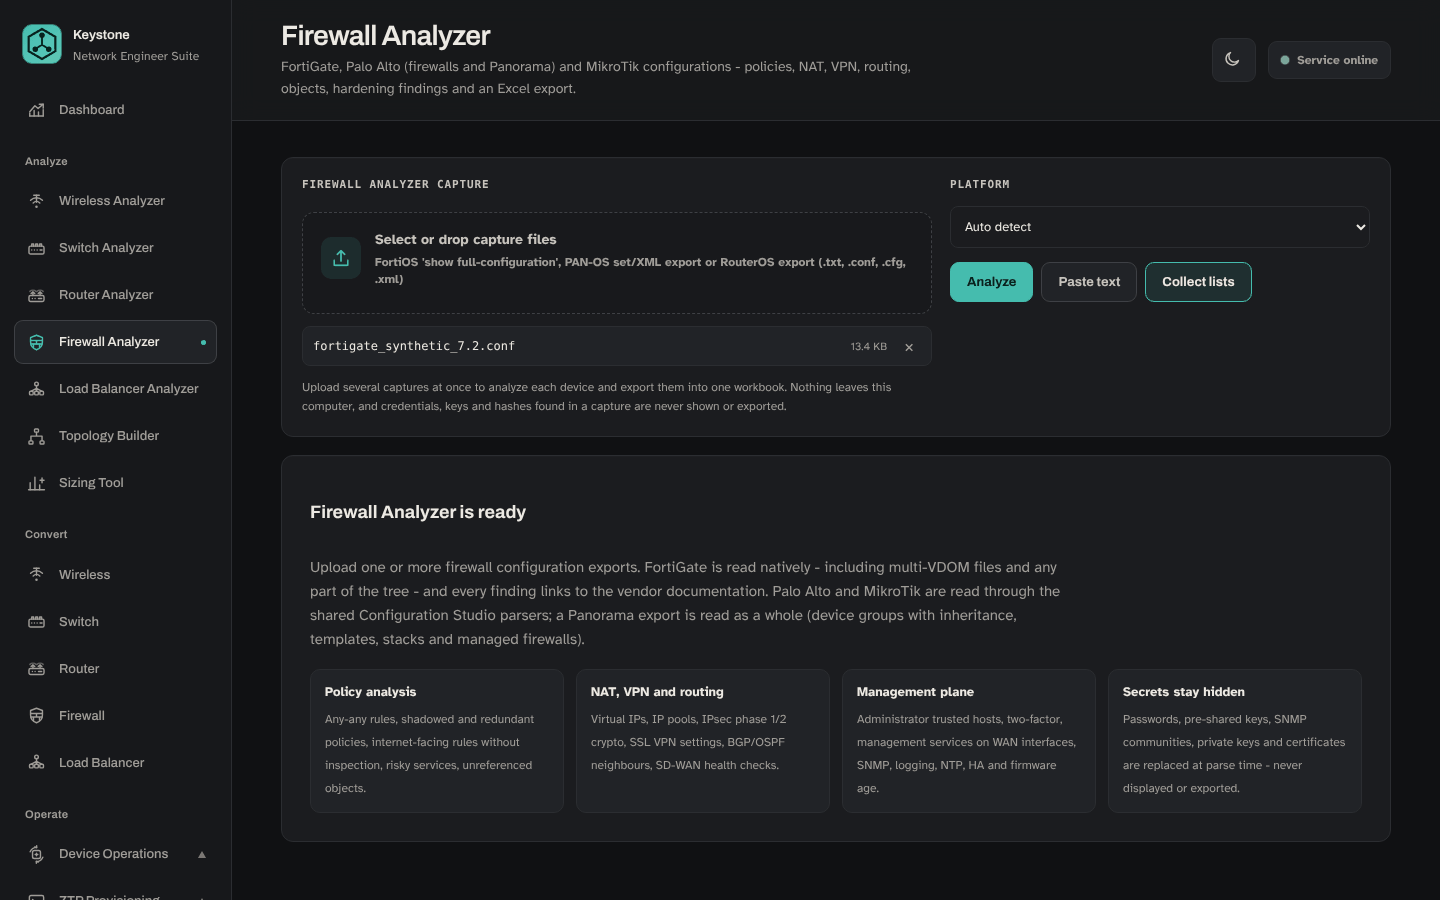 Keystone
Network Engineer Suite
Dashboard
Analyze
Wireless Analyzer
Switch Analyzer
Router Analyzer
Firewall Analyzer
Load Balancer Analyzer
Topology Builder
Sizing Tool
Convert
Wireless
Switch
Router
Firewall
Load Balancer
Operate
Device Operations
ZTP Provisioning
Firewall Analyzer
FortiGate, Palo Alto (firewalls and Panorama) and MikroTik configurations - policies, NAT, VPN, routing,
objects, hardening findings and an Excel export.
Service online
FIREWALL ANALYZER CAPTURE
Select or drop capture files
FortiOS 'show full-configuration', PAN-OS set/XML export or RouterOS export (.txt, .conf, .cfg,
.xml)
fortigate_synthetic_7.2.conf
13.4 KB
×
Upload several captures at once to analyze each device and export them into one workbook. Nothing leaves this
computer, and credentials, keys and hashes found in a capture are never shown or exported.
PLATFORM
Auto detect
Analyze
Paste text
Collect lists
Firewall Analyzer is ready
Upload one or more firewall configuration exports. FortiGate is read natively - including multi-VDOM files and any
part of the tree - and every finding links to the vendor documentation. Palo Alto and MikroTik are read through the
shared Configuration Studio parsers; a Panorama export is read as a whole (device groups with inheritance,
templates, stacks and managed firewalls).
Policy analysis
Any-any rules, shadowed and redundant
policies, internet-facing rules without
inspection, risky services, unreferenced
objects.
NAT, VPN and routing
Virtual IPs, IP pools, IPsec phase 1/2
crypto, SSL VPN settings, BGP/OSPF
neighbours, SD-WAN health checks.
Management plane
Administrator trusted hosts, two-factor,
management services on WAN interfaces,
SNMP, logging, NTP, HA and firmware
age.
Secrets stay hidden
Passwords, pre-shared keys, SNMP
communities, private keys and certificates
are replaced at parse time - never
displayed or exported.